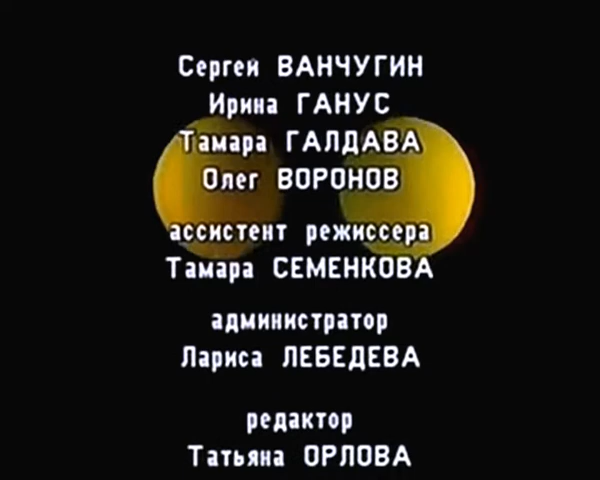 Сергей ВАНЧУГИН
Ирина ГАНУС
Тамара ГАЛДАВА
Олег ВОРОНОВ
ассистент режиссера
Тамара СЕМЕНКОВА
администратор
Лариса ЛЕБЕДЕВА
редактор
Татьяна ОРЛОВА